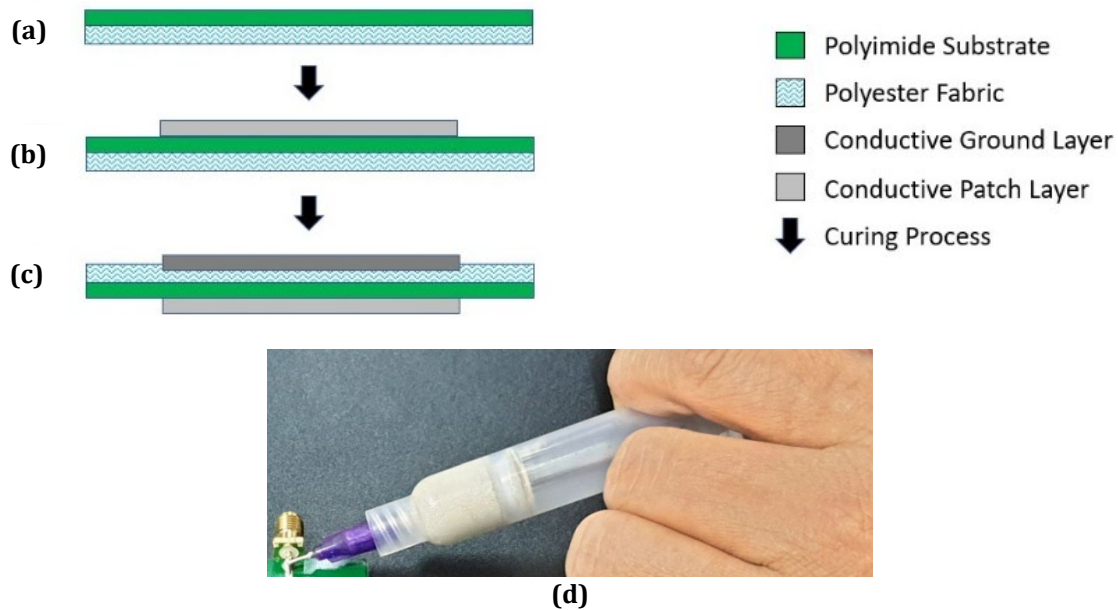 (a)
Polyimide Substrate
Polyester Fabric
(b)
Conductive Ground Layer
Conductive Patch Layer
Curing Process
(c)
(d)